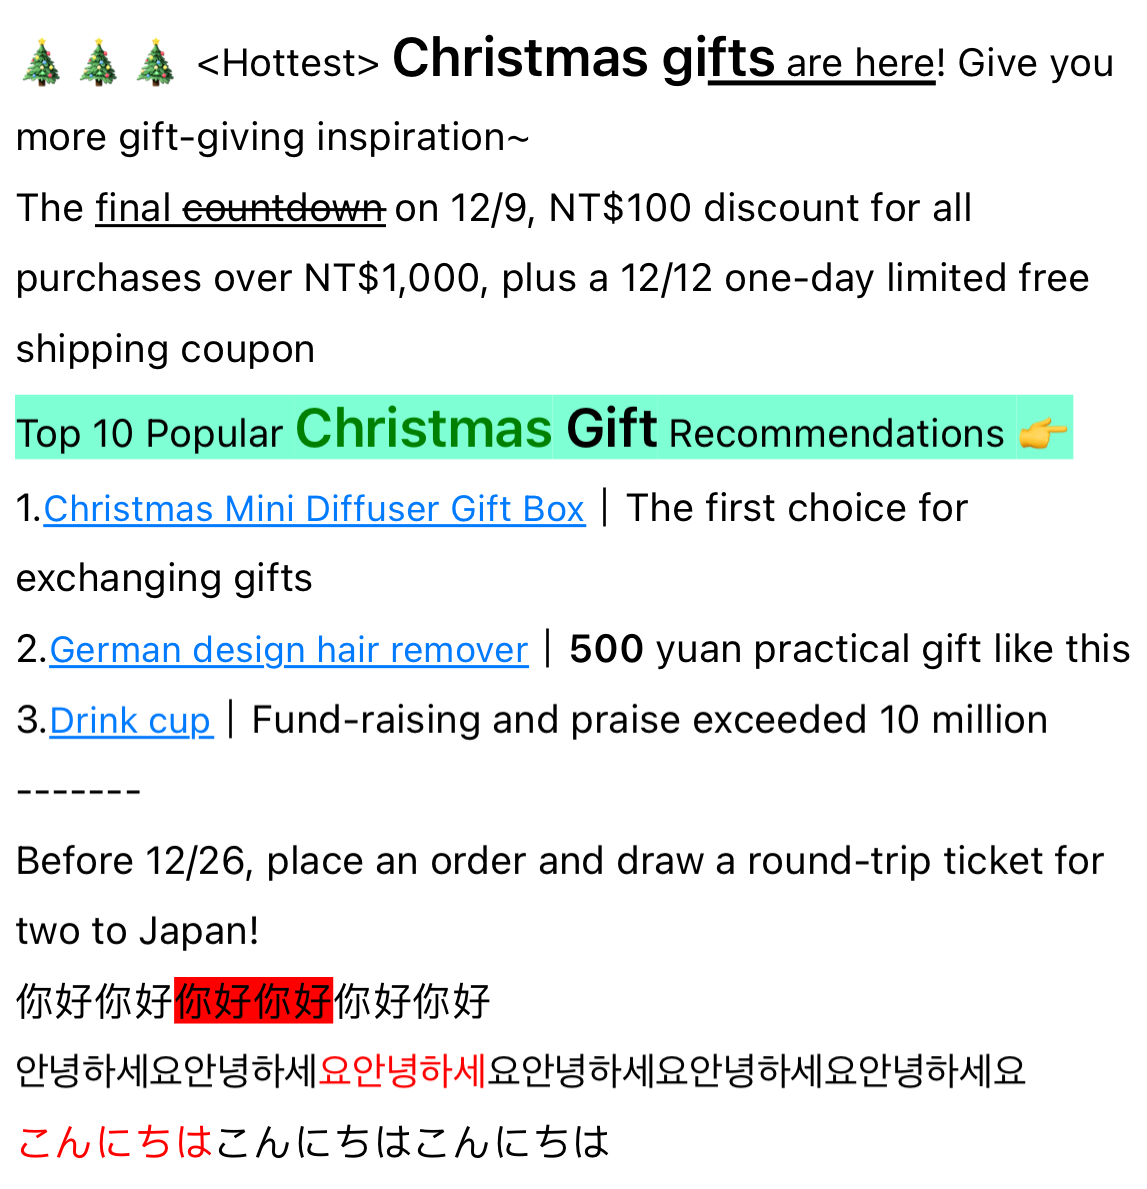 🎄🎄🎄 <Hottest> Christmas gifts are here! Give you
more gift-giving inspiration~
The final countdown on 12/9, NT$100 discount for all
purchases over NT$1,000, plus a 12/12 one-day limited free
shipping coupon
Top 10 Popular Christmas Gift Recommendations 👉
1.Christmas Mini Diffuser Gift Box｜The first choice for
exchanging gifts
2.German design hair remover｜500 yuan practical gift like this
3.Drink cup｜Fund-raising and praise exceeded 10 million
-------
Before 12/26, place an order and draw a round-trip ticket for
two to Japan!
你好你好你好你好你好你好
안녕하세요안녕하세요안녕하세요안녕하세요안녕하세요안녕하세요
こんにちはこんにちはこんにちは